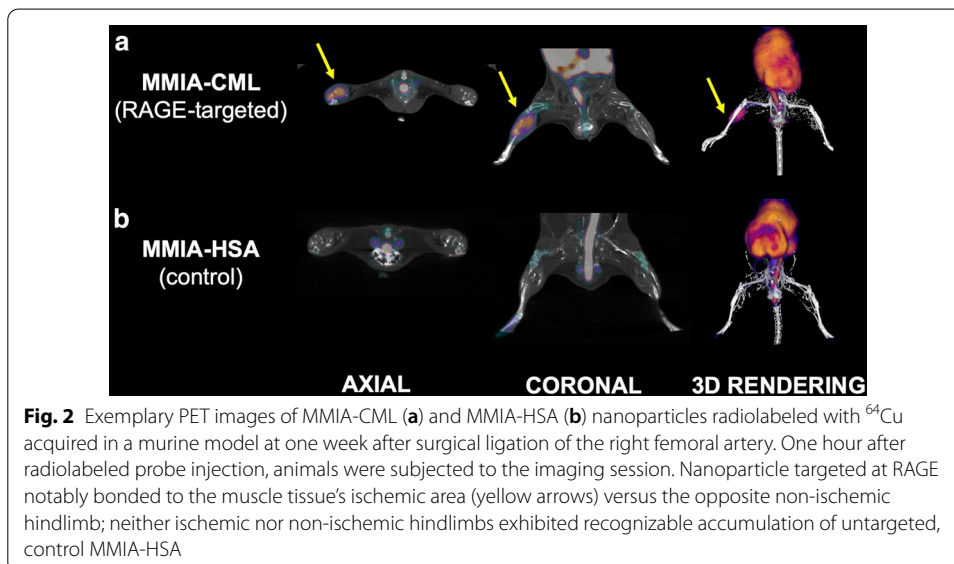 a
MMIA-CML
(RAGE-targeted)
b
MMIA-HSA
(control)
AXIAL
CORONAL
3D RENDERING
Fig. 2 Exemplary PET images of MMIA-CML (a) and MMIA-HSA (b) nanoparticles radiolabeled with ⁶⁴Cu
acquired in a murine model at one week after surgical ligation of the right femoral artery. One hour after
radiolabeled probe injection, animals were subjected to the imaging session. Nanoparticle targeted at RAGE
notably bonded to the muscle tissue's ischemic area (yellow arrows) versus the opposite non-ischemic
hindlimb; neither ischemic nor non-ischemic hindlimbs exhibited recognizable accumulation of untargeted,
control MMIA-HSA